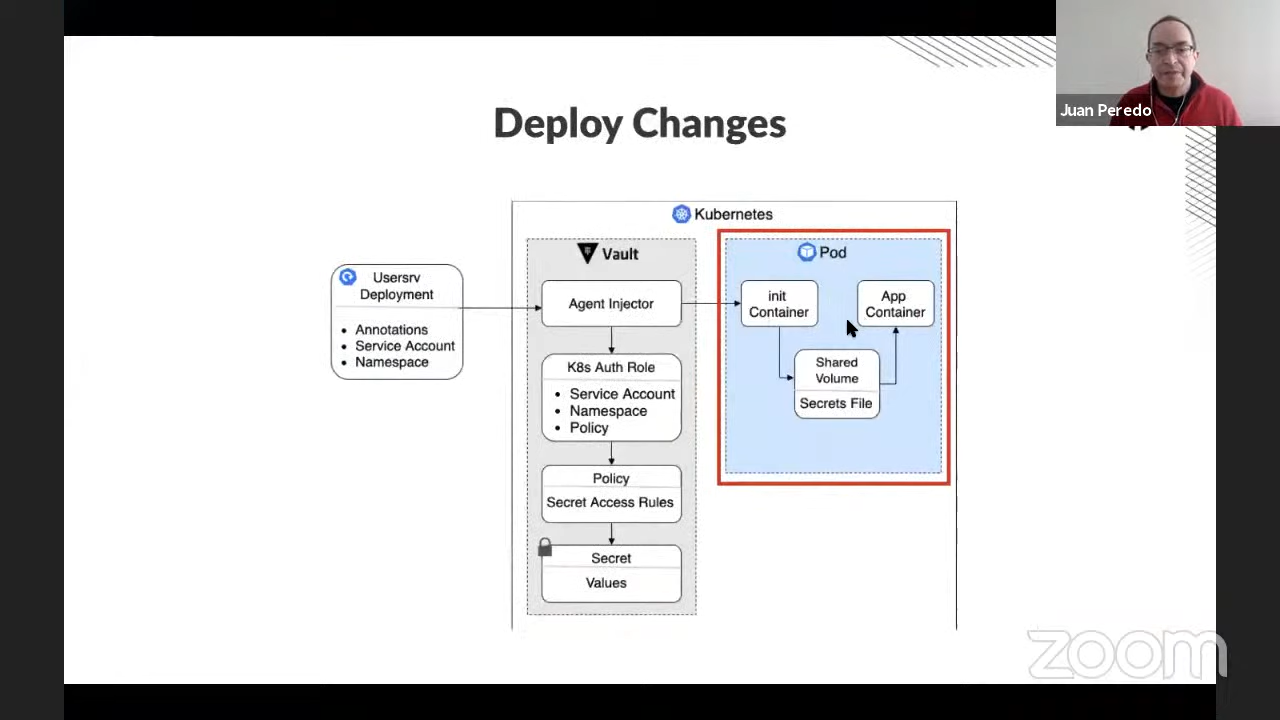 Juan Peredo
Deploy Changes
Kubernetes
Usersrv
Deployment
• Annotations
• Service Account
• Namespace
Vault
Agent Injector
K8s Auth Role
• Service Account
• Namespace
• Policy
Policy
Secret Access Rules
Secret
Values
Pod
init
Container
App
Container
Shared
Volume
Secrets File
zoom